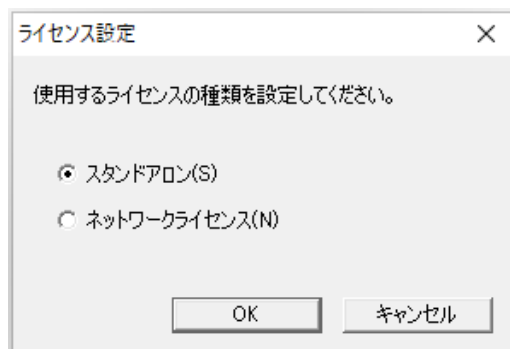 ライセンス設定
使用するライセンスの種類を設定してください。
スタンドアロン(S)
ネットワークライセンス(N)
OK キャンセル